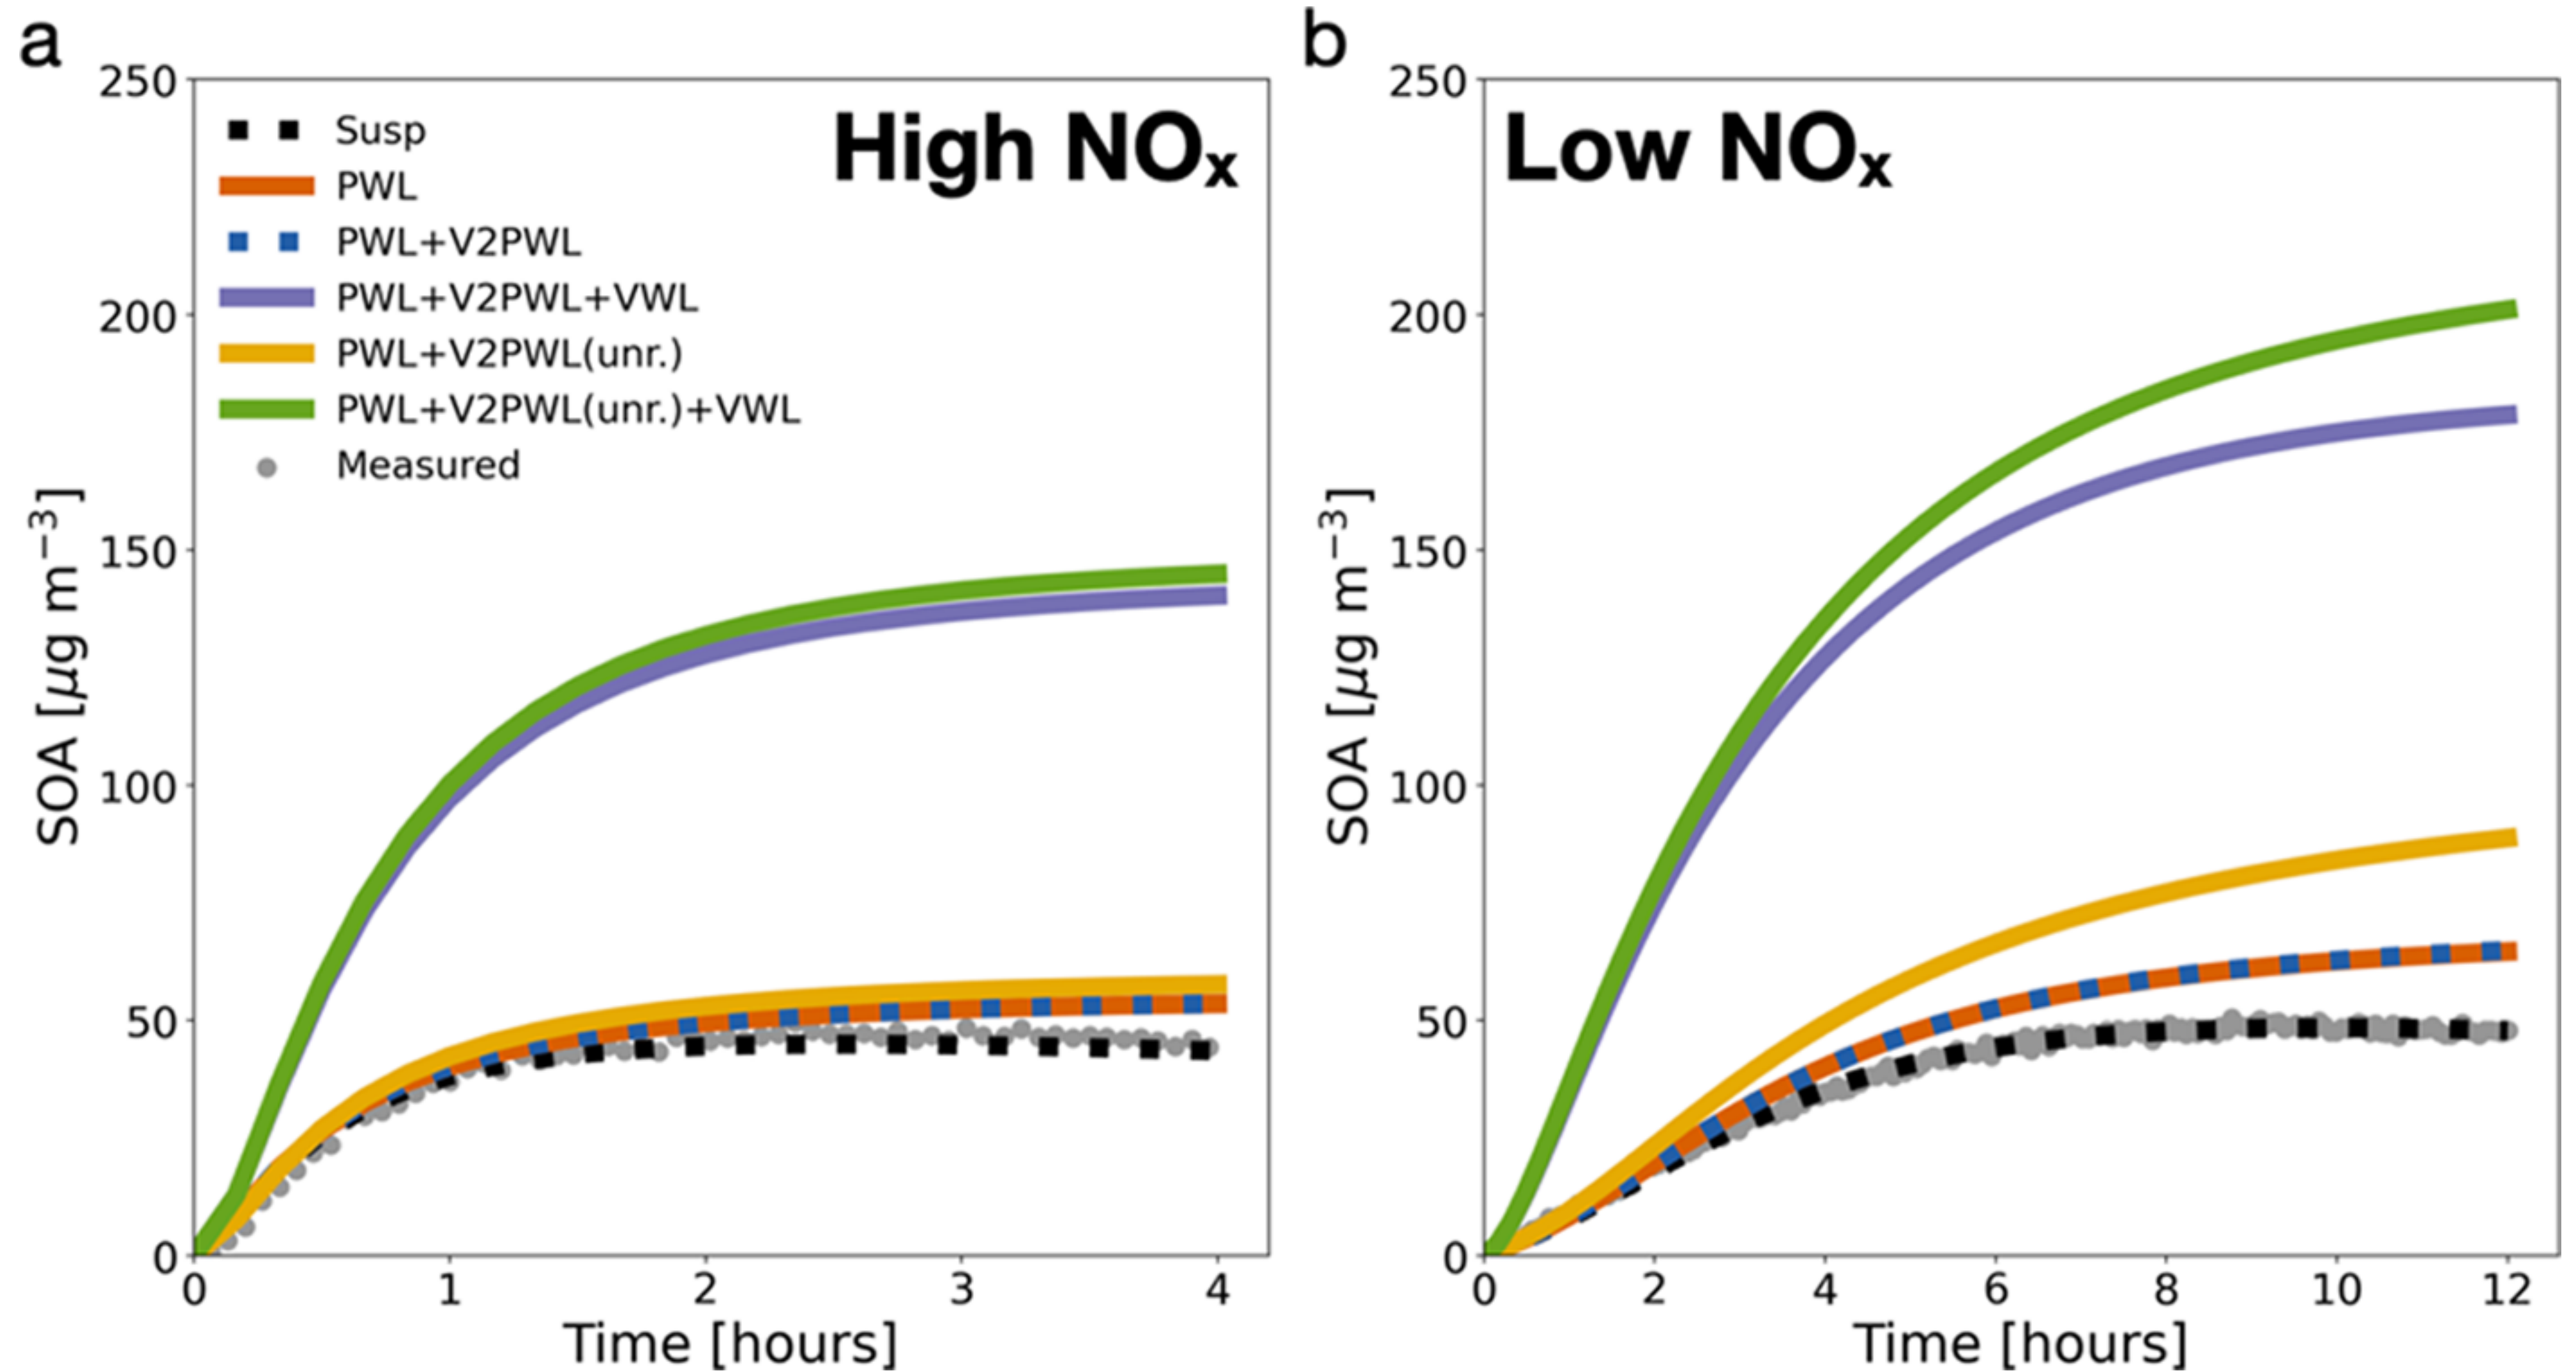 a
250
200
150
100
50
0
SOA [μg m⁻³]
Susp
PWL
PWL+V2PWL
PWL+V2PWL+VWL
PWL+V2PWL(unr.)
PWL+V2PWL(unr.)+VWL
Measured
High NOₓ
0 1 2 3 4
Time [hours]
b
250
200
150
100
50
0
SOA [μg m⁻³]
Low NOₓ
0 2 4 6 8 10 12
Time [hours]